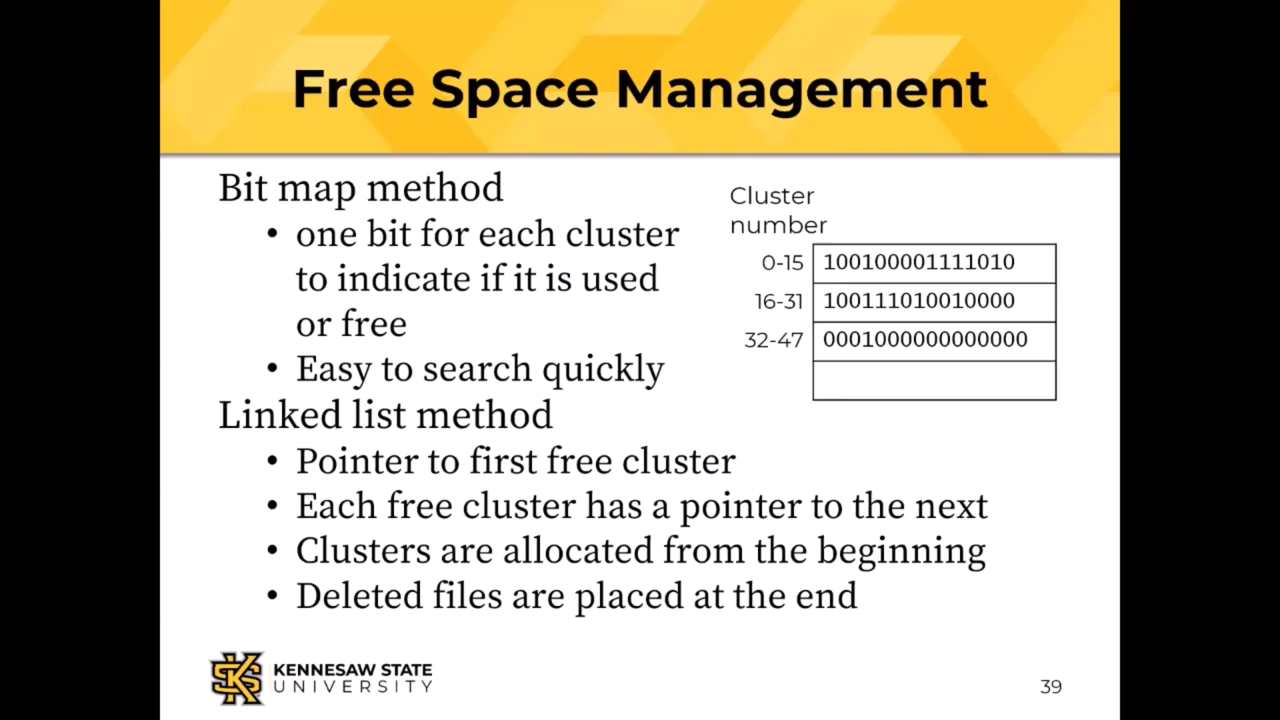 Free Space Management
Bit map method
• one bit for each cluster
to indicate if it is used
or free
• Easy to search quickly
Linked list method
• Pointer to first free cluster
• Each free cluster has a pointer to the next
• Clusters are allocated from the beginning
• Deleted files are placed at the end
Cluster
number
0-15 100100001111010
16-31 100111010010000
32-47 0001000000000000
KENNESAW STATE
UNIVERSITY
39